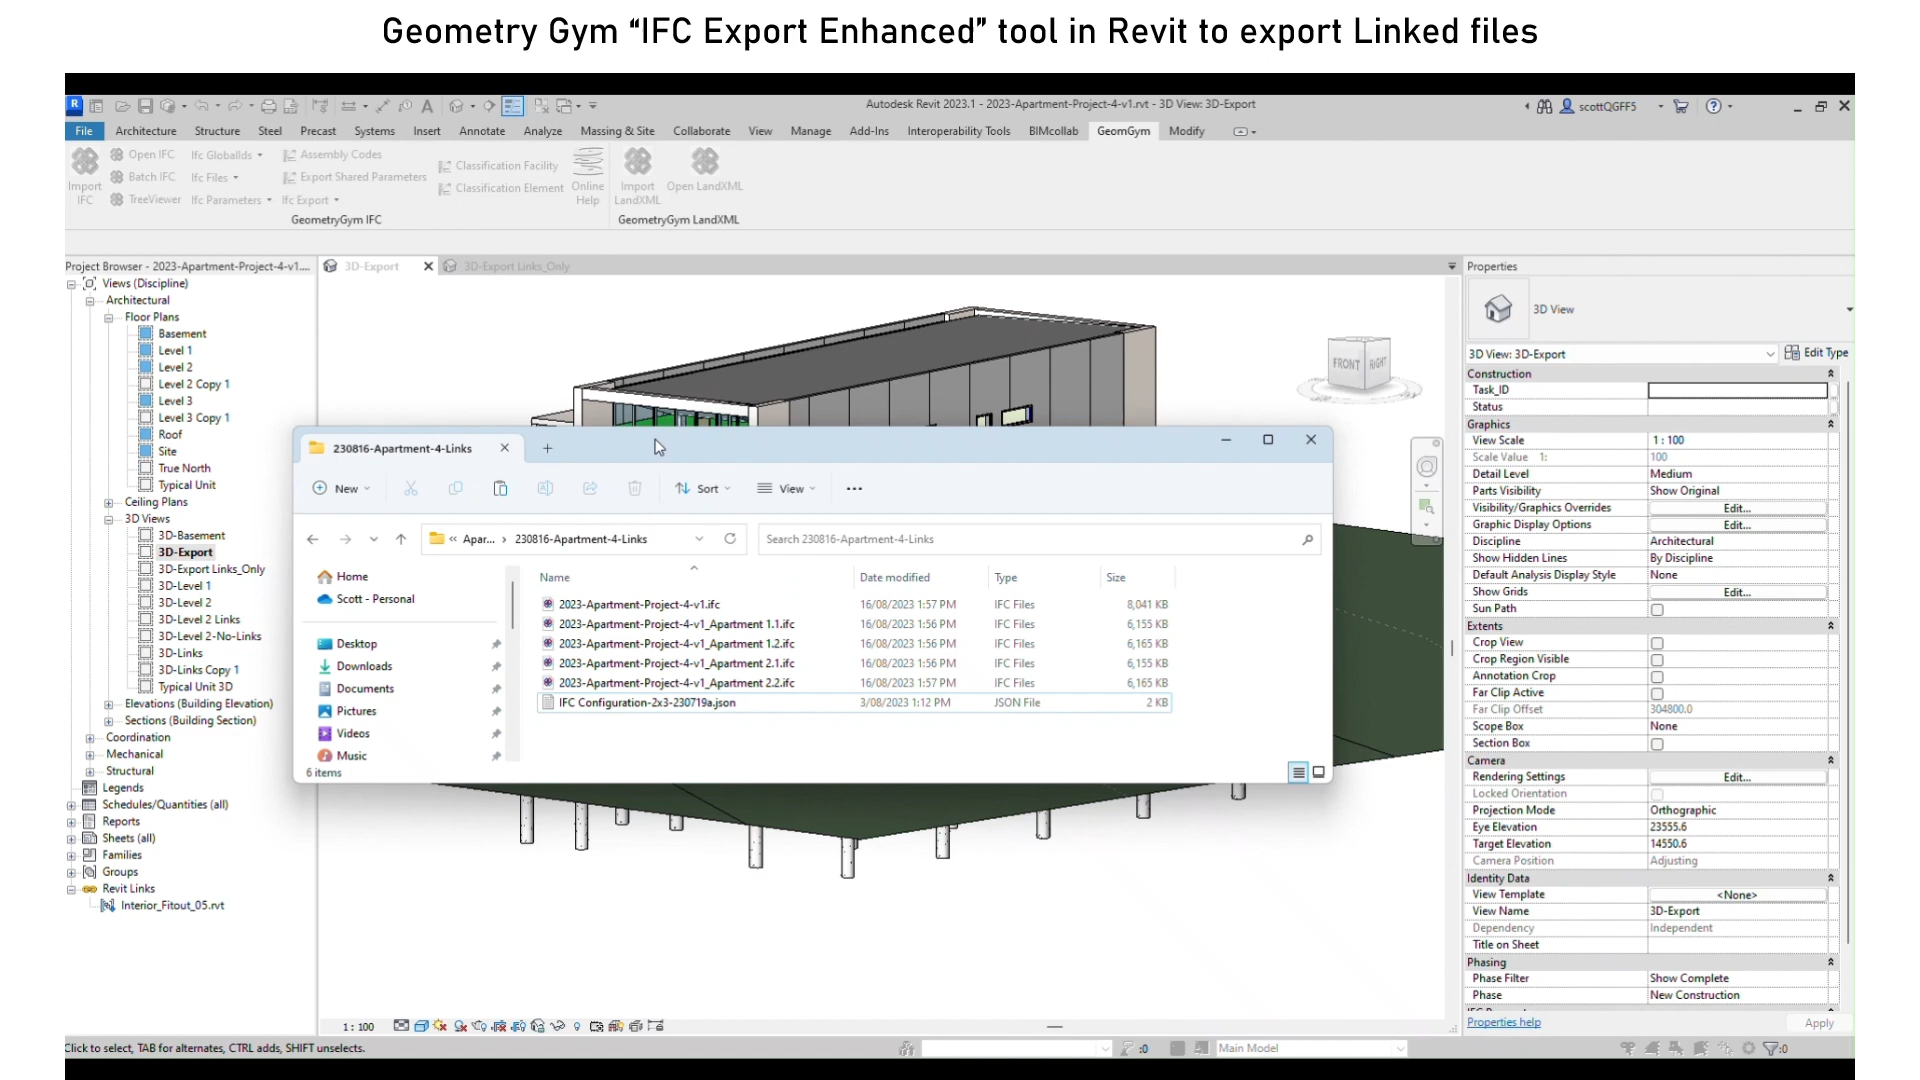 Geometry Gym “IFC Export Enhanced” tool in Revit to export Linked files
Autodesk Revit 2023.1 - 2023-Apartment-Project-4-v1.rvt - 3D View: 3D-Export
scottQGFF5
File Architecture Structure Steel Precast Systems Insert Annotate Analyze Massing & Site Collaborate View Manage Add-Ins Interoperability Tools BIMcollab GeomGym Modify
Import IFC
Open IFC
Batch IFC
TreeViewer
Ifc GlobalIds
Ifc Files
Ifc Parameters
Assembly Codes
Export Shared Parameters
Ifc Export
Classification Facility
Classification Element
Online Help
Import LandXML
Open LandXML
GeometryGym IFC
GeometryGym LandXML
Project Browser - 2023-Apartment-Project-4-v1....
Views (Discipline)
Architectural
Floor Plans
Basement
Level 1
Level 2
Level 2 Copy 1
Level 3
Level 3 Copy 1
Roof
Site
True North
Typical Unit
Ceiling Plans
3D Views
3D-Basement
3D-Export
3D-Export Links_Only
3D-Level 1
3D-Level 2
3D-Level 2 Links
3D-Level 2-No-Links
3D-Links
3D-Links Copy 1
Typical Unit 3D
Elevations (Building Elevation)
Sections (Building Section)
Coordination
Mechanical
Structural
Legends
Schedules/Quantities (all)
Reports
Sheets (all)
Families
Groups
Revit Links
Interior_Fitout_05.rvt
3D-Export
3D-Export Links_Only
FRONT RIGHT
230816-Apartment-4-Links
New
Sort
View
« Apar... › 230816-Apartment-4-Links
Search 230816-Apartment-4-Links
Home
Scott - Personal
Desktop
Downloads
Documents
Pictures
Videos
Music
Name Date modified Type Size
2023-Apartment-Project-4-v1.ifc 16/08/2023 1:57 PM IFC Files 8,041 KB
2023-Apartment-Project-4-v1_Apartment 1.1.ifc 16/08/2023 1:56 PM IFC Files 6,155 KB
2023-Apartment-Project-4-v1_Apartment 1.2.ifc 16/08/2023 1:56 PM IFC Files 6,165 KB
2023-Apartment-Project-4-v1_Apartment 2.1.ifc 16/08/2023 1:56 PM IFC Files 6,155 KB
2023-Apartment-Project-4-v1_Apartment 2.2.ifc 16/08/2023 1:57 PM IFC Files 6,165 KB
IFC Configuration-2x3-230719a.json 3/08/2023 1:12 PM JSON File 2 KB
6 items
Properties
3D View
3D View: 3D-Export Edit Type
Construction
Task_ID
Status
Graphics
View Scale 1 : 100
Scale Value 1: 100
Detail Level Medium
Parts Visibility Show Original
Visibility/Graphics Overrides Edit...
Graphic Display Options Edit...
Discipline Architectural
Show Hidden Lines By Discipline
Default Analysis Display Style None
Show Grids Edit...
Sun Path
Extents
Crop View
Crop Region Visible
Annotation Crop
Far Clip Active
Far Clip Offset 304800.0
Scope Box None
Section Box
Camera
Rendering Settings Edit...
Locked Orientation
Projection Mode Orthographic
Eye Elevation 23555.6
Target Elevation 14550.6
Camera Position Adjusting
Identity Data
View Template <None>
View Name 3D-Export
Dependency Independent
Title on Sheet
Phasing
Phase Filter Show Complete
Phase New Construction
Properties help Apply
1 : 100
Click to select, TAB for alternates, CTRL adds, SHIFT unselects.
:0
Main Model
:0